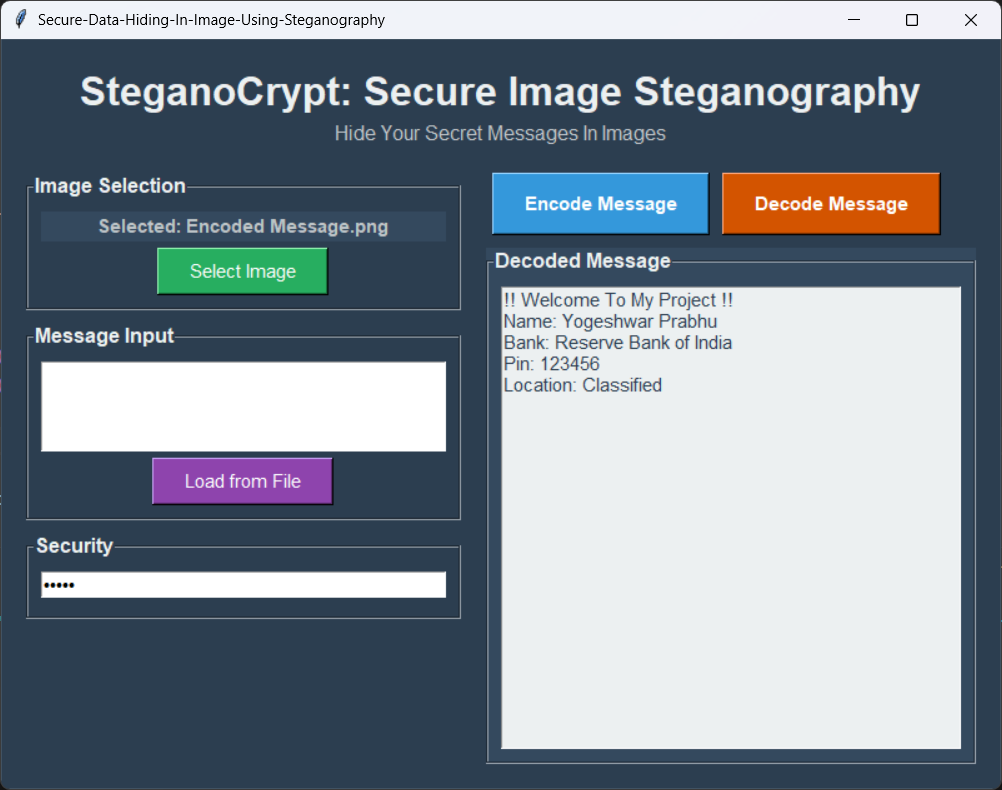 Secure-Data-Hiding-In-Image-Using-Steganography
SteganoCrypt: Secure Image Steganography
Hide Your Secret Messages In Images
Image Selection
Selected: Encoded Message.png
Select Image
Message Input
Load from File
Security
•••••
Encode Message
Decode Message
Decoded Message
!! Welcome To My Project !!
Name: Yogeshwar Prabhu
Bank: Reserve Bank of India
Pin: 123456
Location: Classified